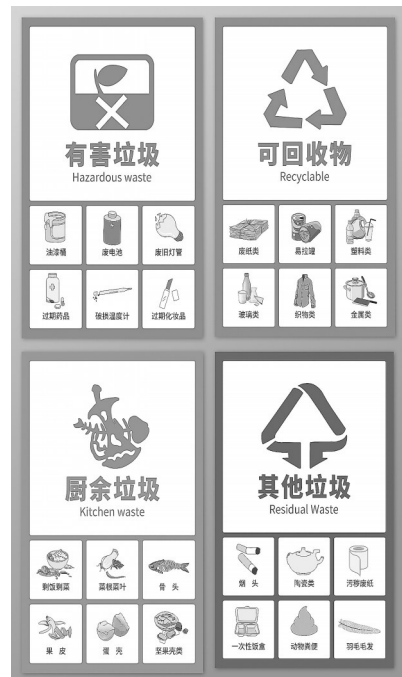 有害垃圾
Hazardous waste
油漆桶 废电池 废旧灯管
过期药品 破损温度计 过期化妆品
可回收物
Recyclable
废纸类 易拉罐 塑料类
玻璃类 织物类 金属类
厨余垃圾
Kitchen waste
剩饭剩菜 菜根菜叶 骨 头
果 皮 蛋 壳 坚果壳类
其他垃圾
Residual Waste
烟 头 陶瓷类 污秽废纸
一次性饭盒 动物粪便 羽毛毛发